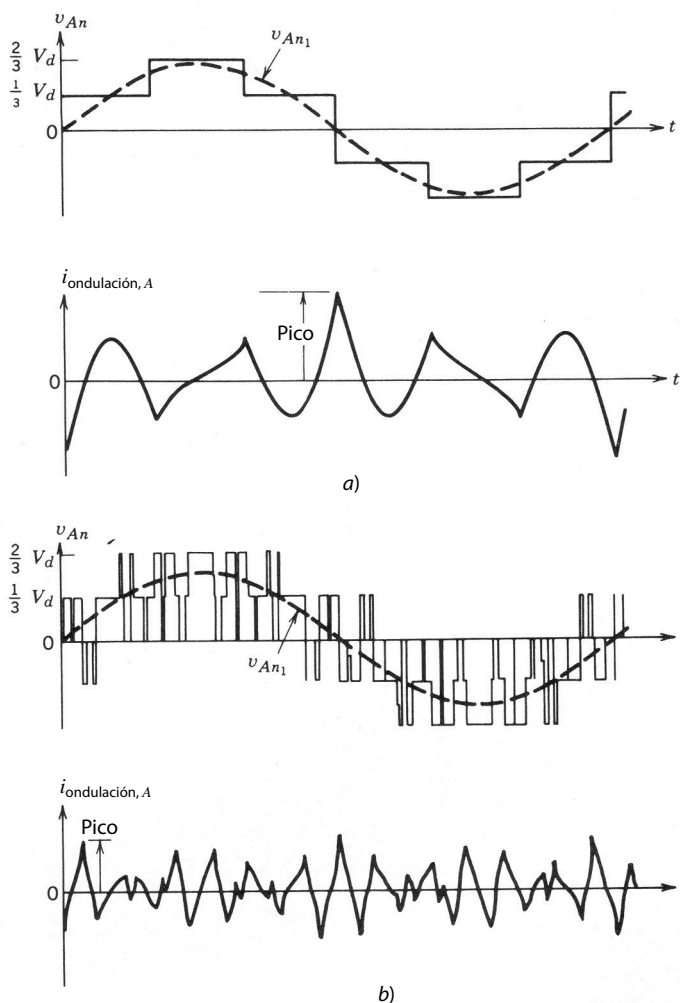 v_An
2/3 V_d
v_An₁
1/3 V_d
0
t
i_ondulación, A
Pico
0
t
a)
v_An
2/3 V_d
1/3 V_d
0
v_An₁
i_ondulación, A
Pico
0
b)